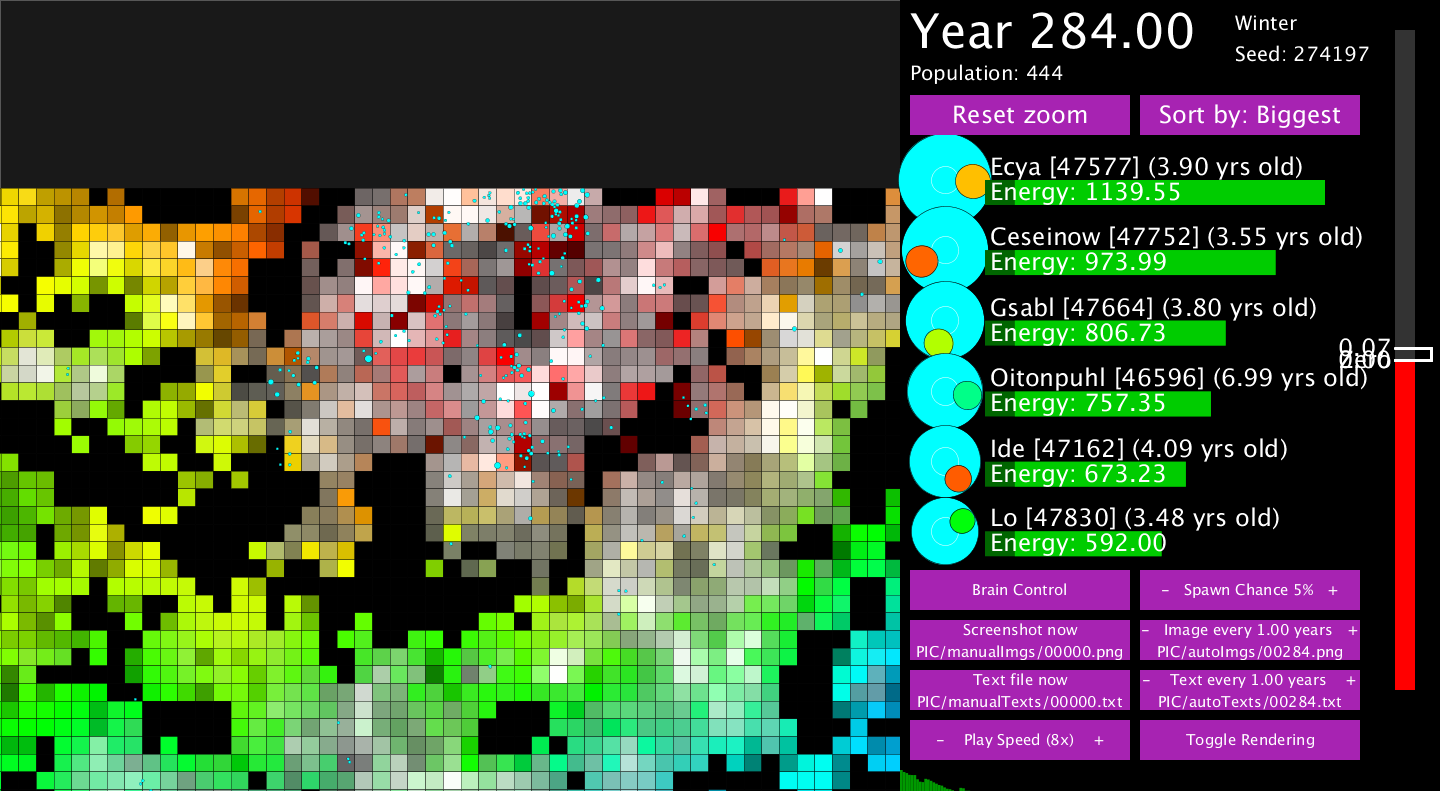 Year 284.00
Winter
Seed: 274197
Population: 444
Reset zoom
Sort by: Biggest
Ecya [47577] (3.90 yrs old)
Energy: 1139.55
Ceseinow [47752] (3.55 yrs old)
Energy: 973.99
Gsabl [47664] (3.80 yrs old)
Energy: 806.73
0.07
Oitonpuhl [46596] (6.99 yrs old)
Energy: 757.35
Ide [47162] (4.09 yrs old)
Energy: 673.23
Lo [47830] (3.48 yrs old)
Energy: 592.00
Brain Control
- Spawn Chance 5% +
Screenshot now
PIC/manualImgs/00000.png
- Image every 1.00 years +
PIC/autoImgs/00284.png
Text file now
PIC/manualTexts/00000.txt
- Text every 1.00 years +
PIC/autoTexts/00284.txt
- Play Speed (8x) +
Toggle Rendering